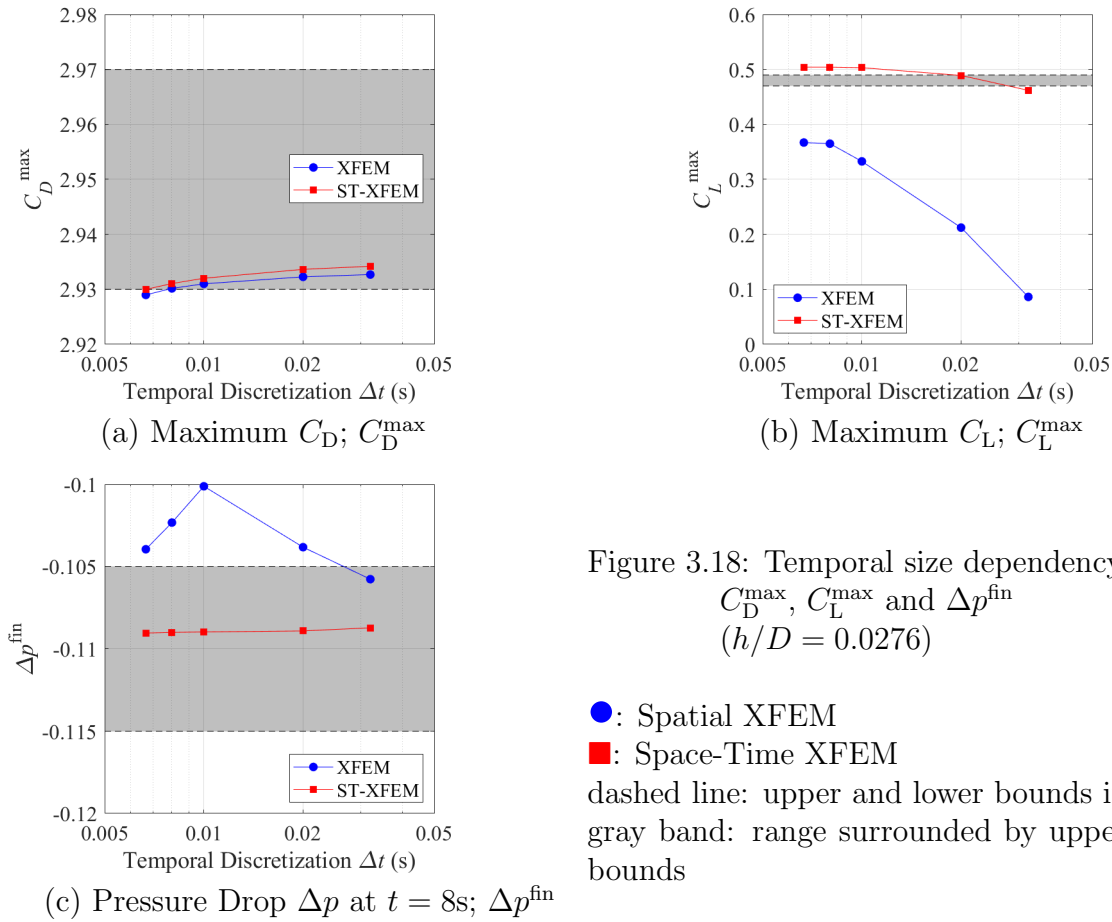 2.98
2.97
2.96
2.95
2.94
2.93
2.92
C_D^max
XFEM
ST-XFEM
0.005 0.01 0.02 0.05
Temporal Discretization Δt (s)
(a) Maximum C_D; C_D^max
0.6
0.5
0.4
0.3
0.2
0.1
0
C_L^max
XFEM
ST-XFEM
0.005 0.01 0.02 0.05
Temporal Discretization Δt (s)
(b) Maximum C_L; C_L^max
-0.1
-0.105
-0.11
-0.115
-0.12
Δp^fin
XFEM
ST-XFEM
0.005 0.01 0.02 0.05
Temporal Discretization Δt (s)
(c) Pressure Drop Δp at t = 8s; Δp^fin
Figure 3.18: Temporal size dependency
C_D^max, C_L^max and Δp^fin
(h/D = 0.0276)
: Spatial XFEM
: Space-Time XFEM
dashed line: upper and lower bounds i
gray band: range surrounded by uppe
bounds